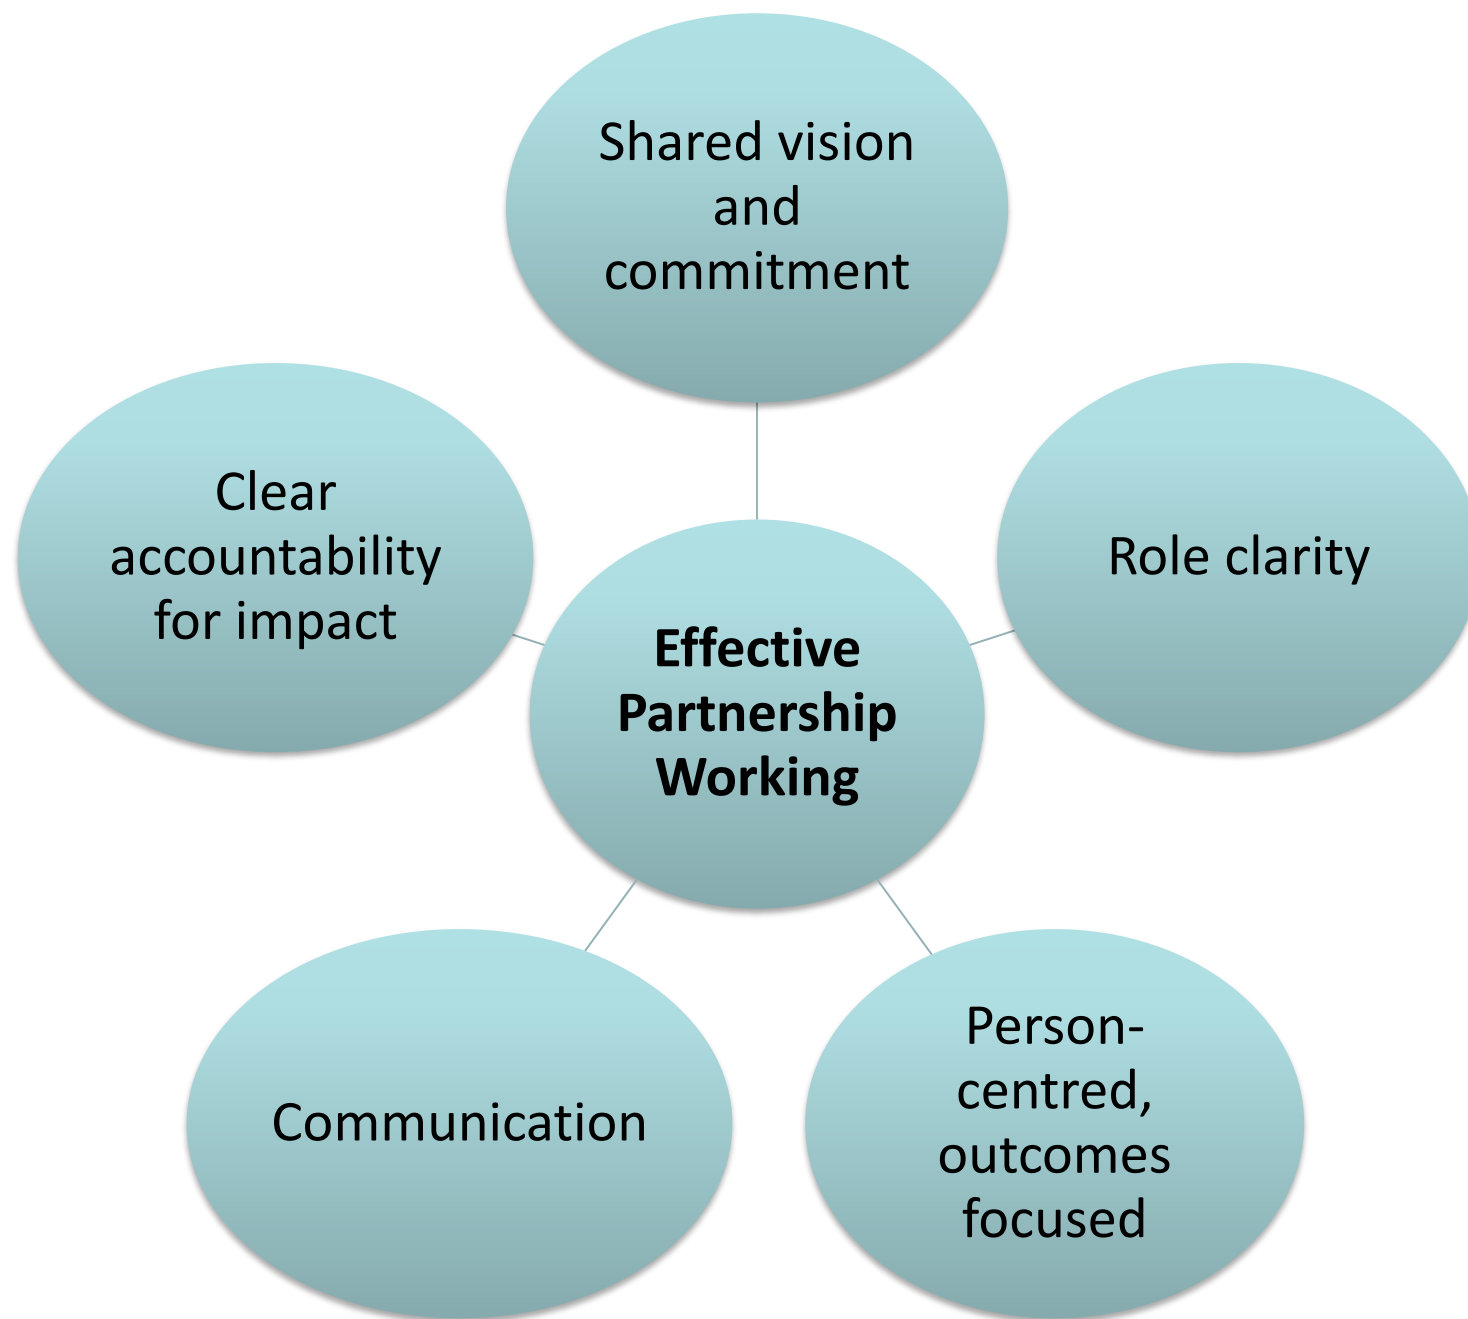 Shared vision
and
commitment
Clear
accountability
for impact
Role clarity
Effective
Partnership
Working
Communication
Person-
centred,
outcomes
focused